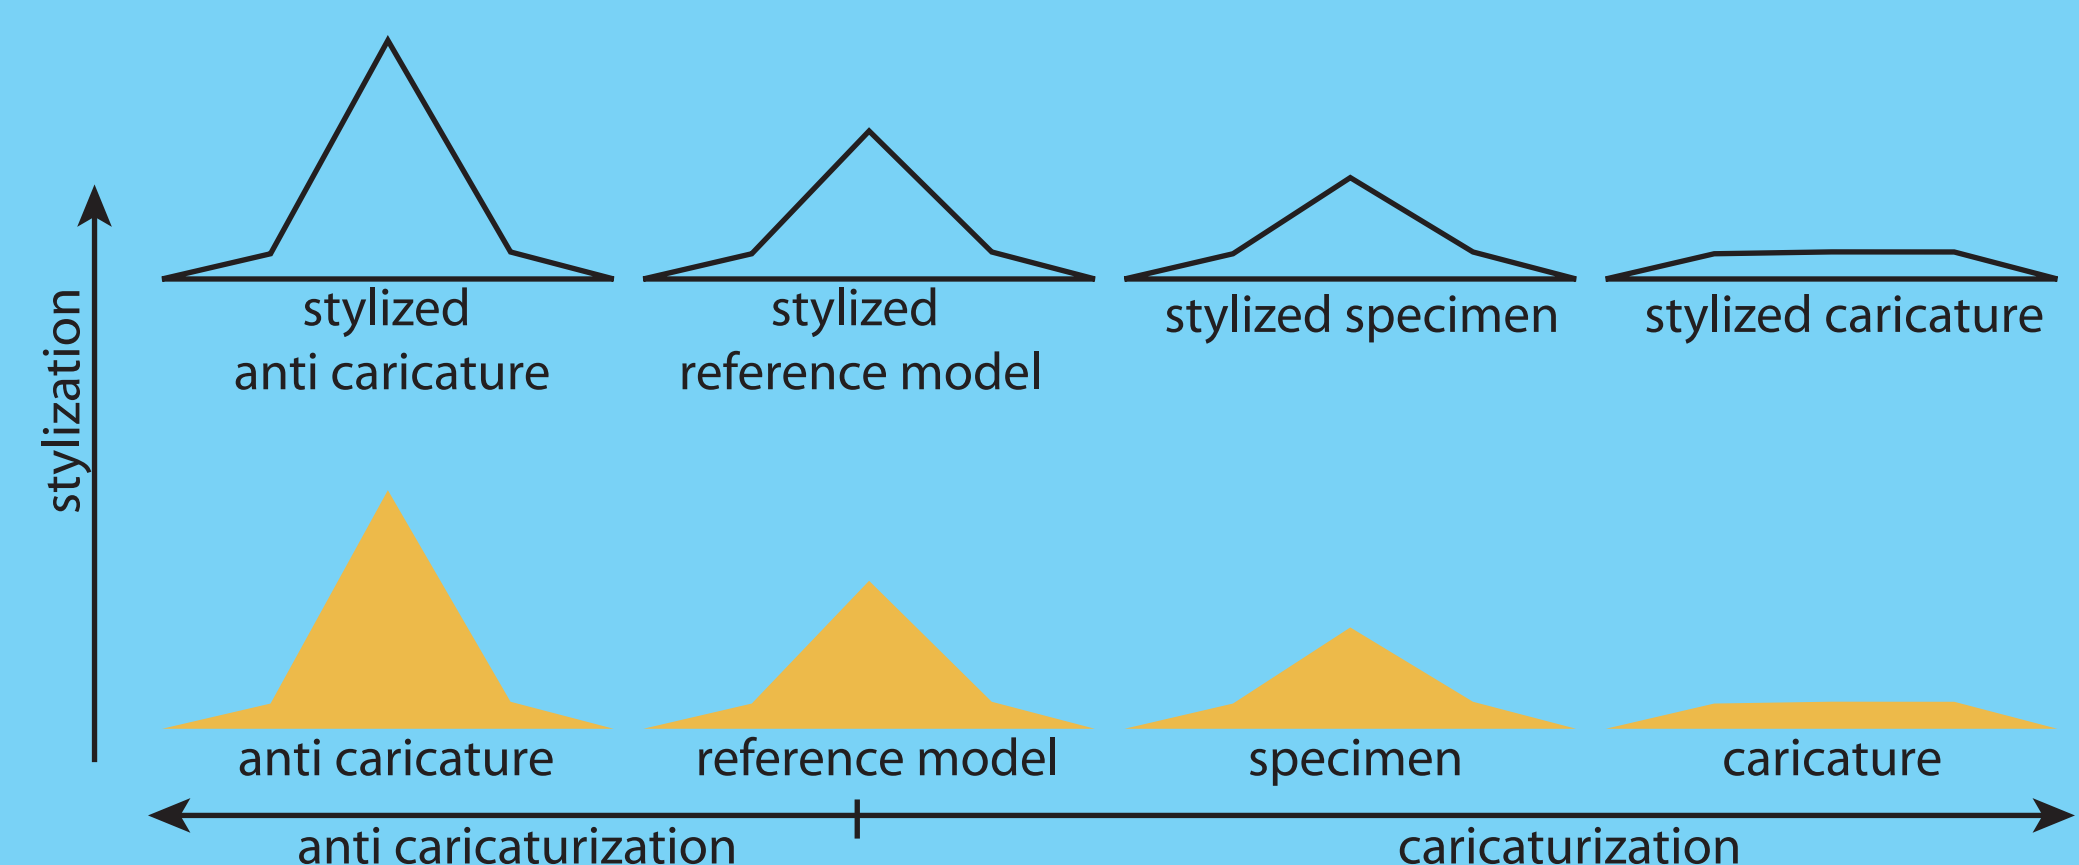 stylized
anti caricature
stylized
reference model
stylized specimen
stylized caricature
stylization
anti caricature
reference model
specimen
caricature
anti caricaturization
caricaturization